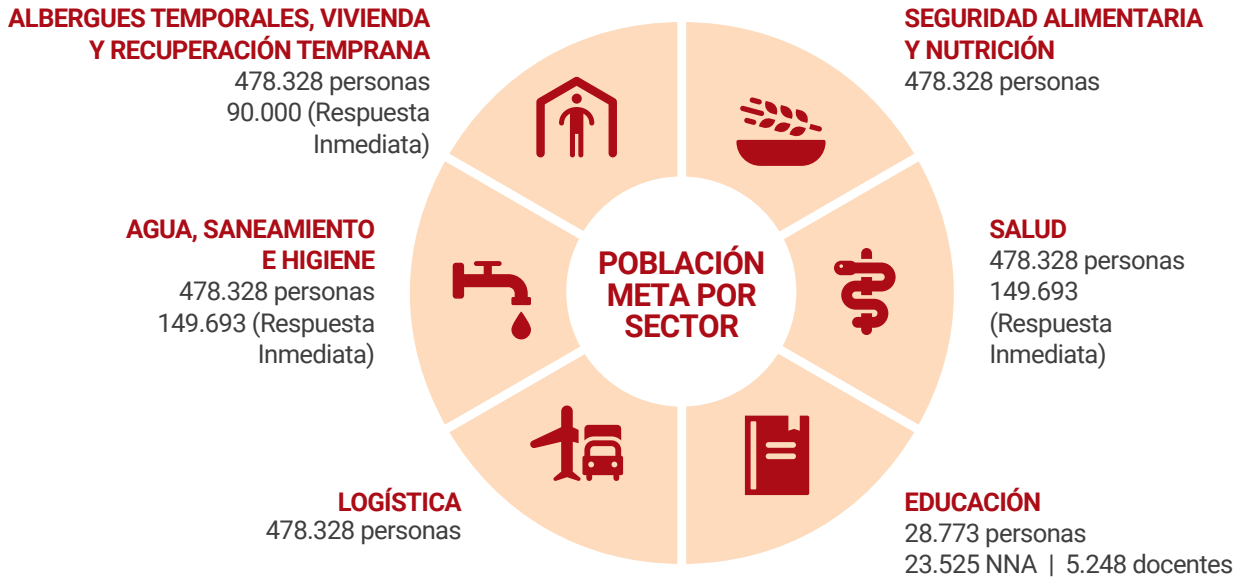 ALBERGUES TEMPORALES, VIVIENDA
Y RECUPERACIÓN TEMPRANA
478.328 personas
90.000 (Respuesta
Inmediata)
SEGURIDAD ALIMENTARIA
Y NUTRICIÓN
478.328 personas
AGUA, SANEAMIENTO
E HIGIENE
478.328 personas
149.693 (Respuesta
Inmediata)
POBLACIÓN
META POR
SECTOR
SALUD
478.328 personas
149.693
(Respuesta
Inmediata)
LOGÍSTICA
478.328 personas
EDUCACIÓN
28.773 personas
23.525 NNA | 5.248 docentes